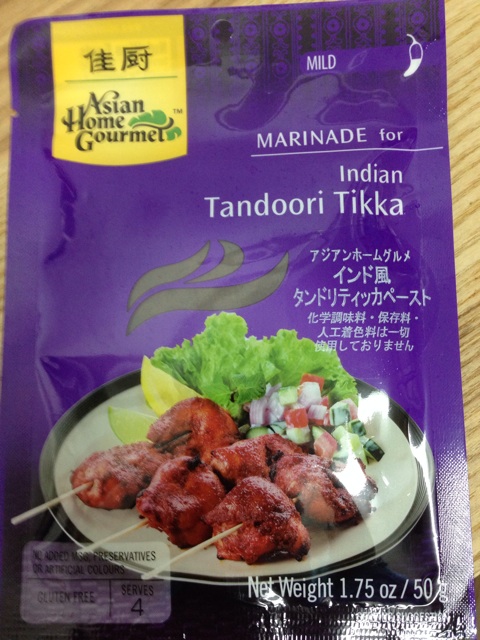 佳厨
Asian
Home
Gourmet™
MILD
MARINADE for
Indian
Tandoori Tikka
アジアンホームグルメ
インド風
タンドリティッカペースト
化学調味料・保存料・
人工着色料は一切
使用しておりません
NO ADDED MSG, PRESERVATIVES
OR ARTIFICIAL COLOURS
GLUTEN FREE
SERVES
4
Net Weight 1.75 oz / 50 g